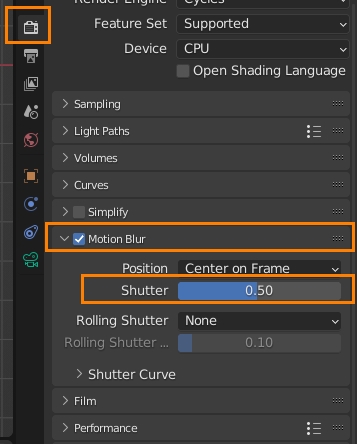 Render Engine Cycles
Feature Set Supported
Device CPU
Open Shading Language
Sampling
Light Paths
Volumes
Curves
Simplify
Motion Blur
Position Center on Frame
Shutter 0.50
Rolling Shutter None
Rolling Shutter ... 0.10
Shutter Curve
Film
Performance